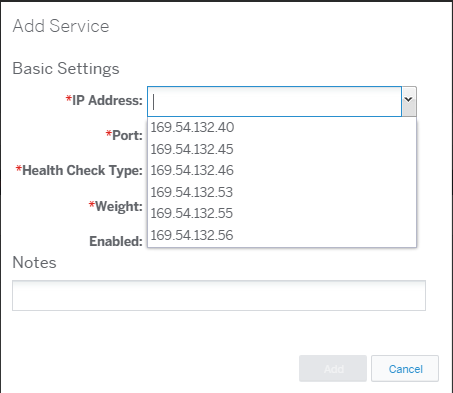 Add Service
Basic Settings
*IP Address:
169.54.132.40
*Port:
169.54.132.45
*Health Check Type:
169.54.132.46
169.54.132.53
*Weight:
169.54.132.55
Enabled:
169.54.132.56
Notes
Add
Cancel